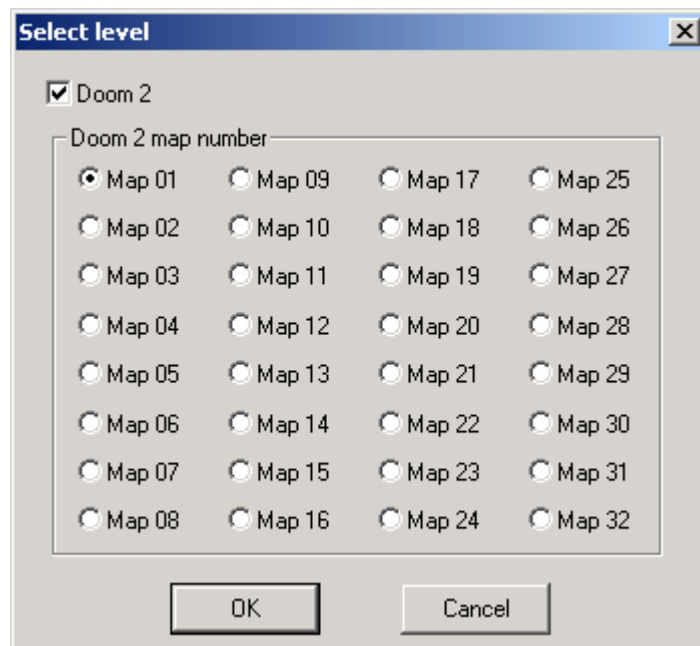 Select level
Doom 2
Doom 2 map number
Map 01 Map 09 Map 17 Map 25
Map 02 Map 10 Map 18 Map 26
Map 03 Map 11 Map 19 Map 27
Map 04 Map 12 Map 20 Map 28
Map 05 Map 13 Map 21 Map 29
Map 06 Map 14 Map 22 Map 30
Map 07 Map 15 Map 23 Map 31
Map 08 Map 16 Map 24 Map 32
OK Cancel